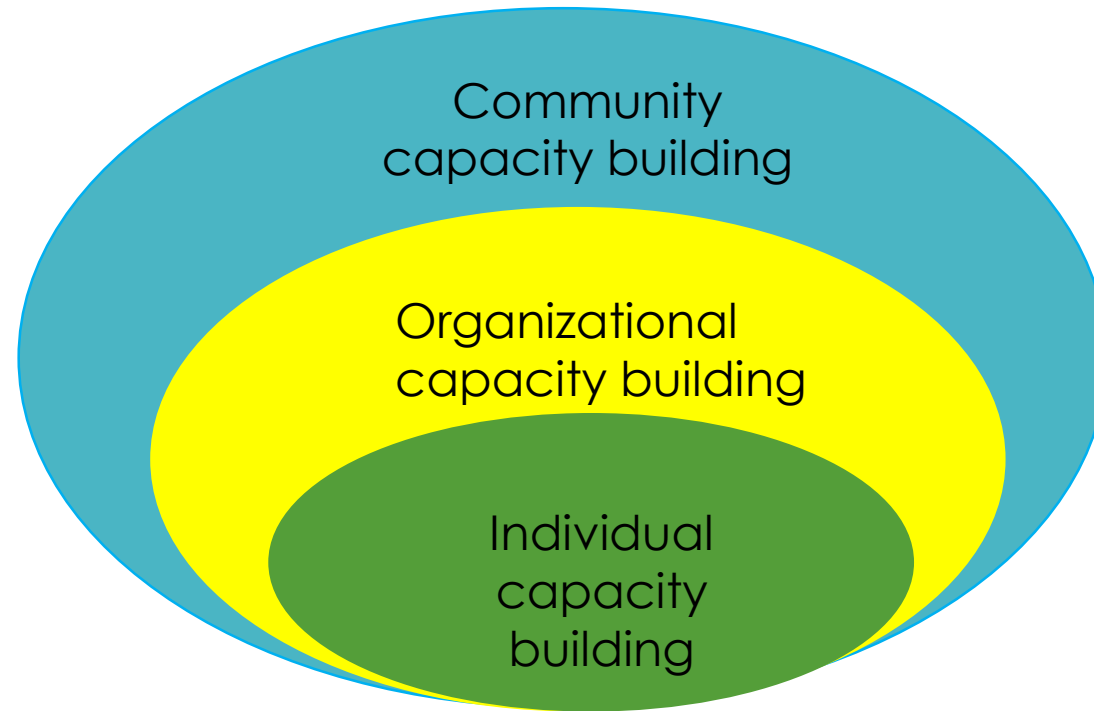 Community
capacity building
Organizational
capacity building
Individual
capacity
building